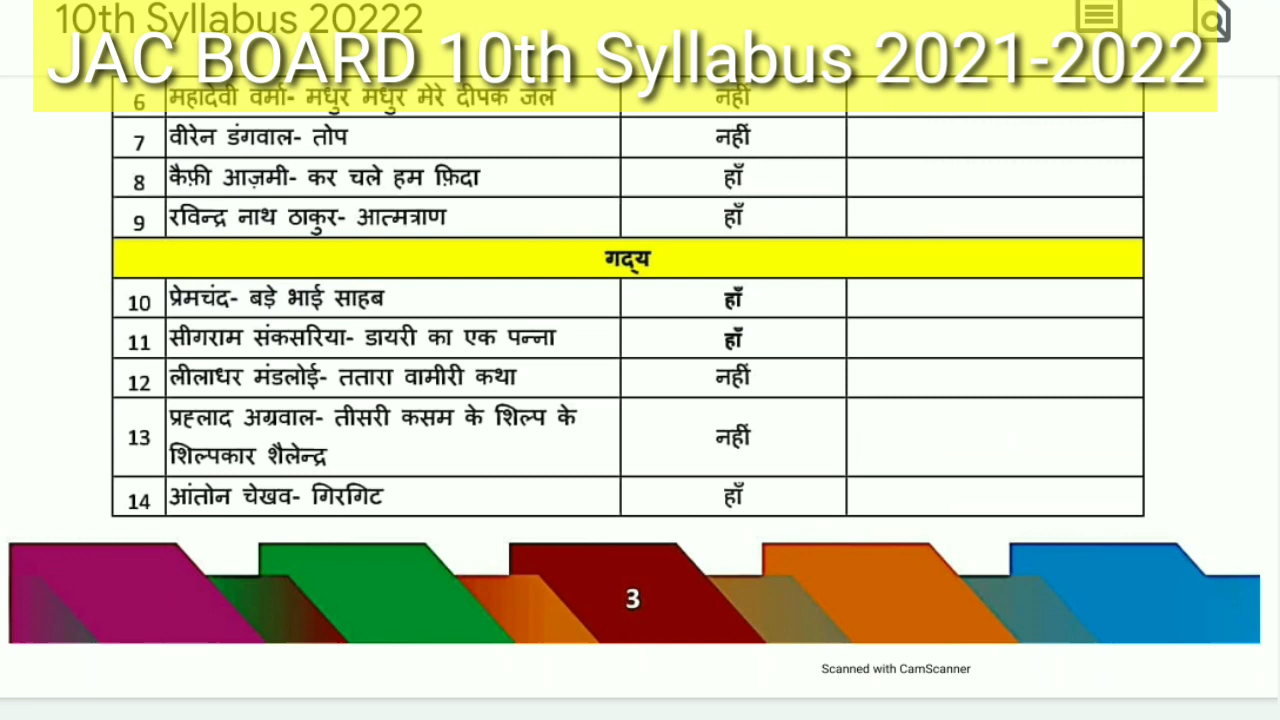 10th Syllabus 20222
JAC BOARD 10th Syllabus 2021-2022
6 महादेवी वर्मा- मधुर मधुर मेरे दीपक जल नहीं
7 वीरेन डंगवाल- तोप नहीं
8 कैफ़ी आज़मी- कर चले हम फ़िदा हाँ
9 रविन्द्र नाथ ठाकुर- आत्मत्राण हाँ
गद्य
10 प्रेमचंद- बड़े भाई साहब हाँ
11 सीगराम संकसरिया- डायरी का एक पन्ना हाँ
12 लीलाधर मंडलोई- ततारा वामीरी कथा नहीं
13 प्रह्लाद अग्रवाल- तीसरी कसम के शिल्प के
शिल्पकार शैलेन्द्र नहीं
14 आंतोन चेखव- गिरगिट हाँ
3
Scanned with CamScanner